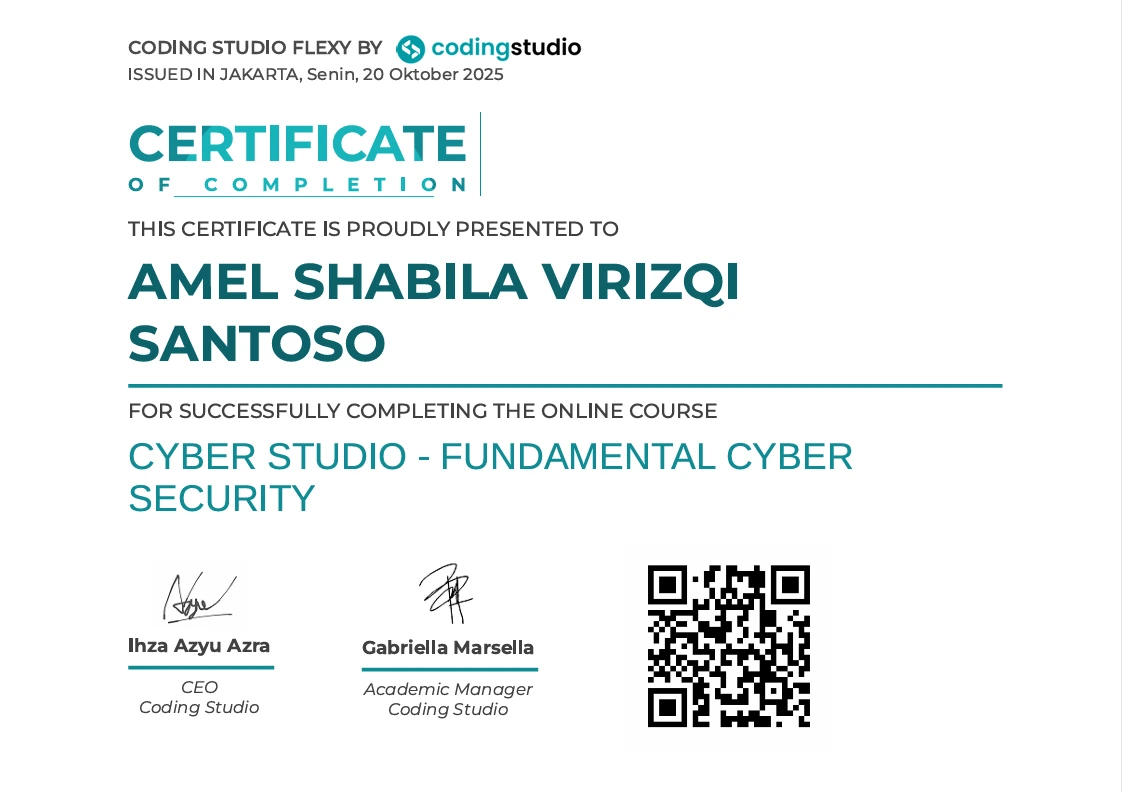 CODING STUDIO FLEXY BY codingstudio
ISSUED IN JAKARTA, Senin, 20 Oktober 2025
CERTIFICATE
OF COMPLETION
THIS CERTIFICATE IS PROUDLY PRESENTED TO
AMEL SHABILA VIRIZQI
SANTOSO
FOR SUCCESSFULLY COMPLETING THE ONLINE COURSE
CYBER STUDIO - FUNDAMENTAL CYBER
SECURITY
Ihza Azyu Azra
CEO
Coding Studio
Gabriella Marsella
Academic Manager
Coding Studio